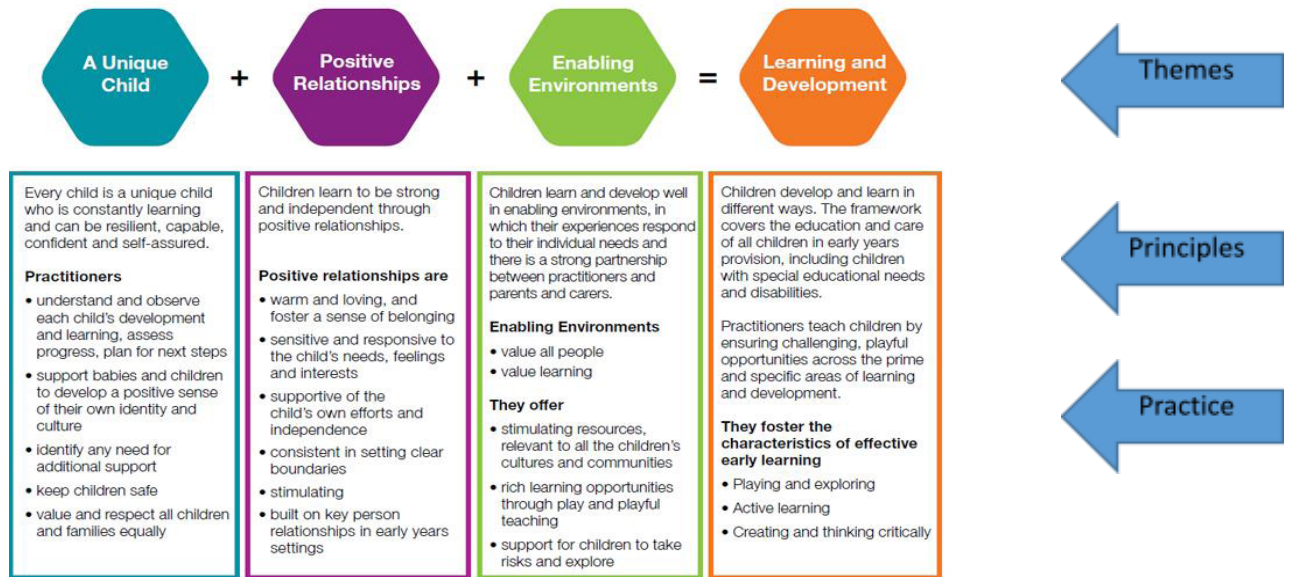 A Unique
Child
+
Positive
Relationships
+
Enabling
Environments
=
Learning and
Development
Themes
Every child is a unique child
who is constantly learning
and can be resilient, capable,
confident and self-assured.
Practitioners
• understand and observe
each child’s development
and learning, assess
progress, plan for next steps
• support babies and children
to develop a positive sense
of their own identity and
culture
• identify any need for
additional support
• keep children safe
• value and respect all children
and families equally
Children learn to be strong
and independent through
positive relationships.
Positive relationships are
• warm and loving, and
foster a sense of belonging
• sensitive and responsive to
the child’s needs, feelings
and interests
• supportive of the
child’s own efforts and
independence
• consistent in setting clear
boundaries
• stimulating
• built on key person
relationships in early years
settings
Children learn and develop well
in enabling environments, in
which their experiences respond
to their individual needs and
there is a strong partnership
between practitioners and
parents and carers.
Enabling Environments
• value all people
• value learning
They offer
• stimulating resources,
relevant to all the children’s
cultures and communities
• rich learning opportunities
through play and playful
teaching
• support for children to take
risks and explore
Children develop and learn in
different ways. The framework
covers the education and care
of all children in early years
provision, including children
with special educational needs
and disabilities.
Practitioners teach children by
ensuring challenging, playful
opportunities across the prime
and specific areas of learning
and development.
They foster the
characteristics of effective
early learning
• Playing and exploring
• Active learning
• Creating and thinking critically
Principles
Practice